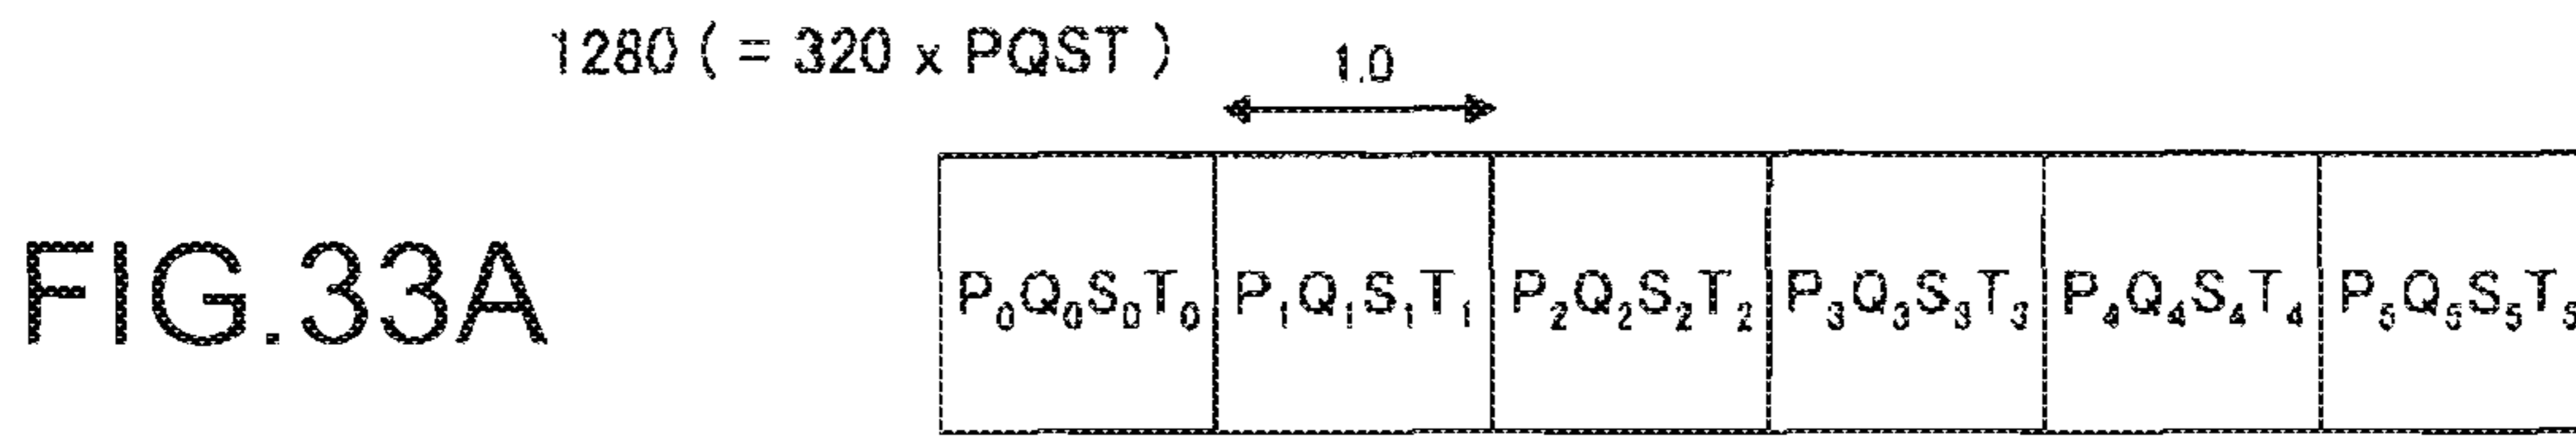 1280 ( = 320 x PQST )
1.0
FIG.33A
P₀Q₀S₀T₀ P₁Q₁S₁T₁ P₂Q₂S₂T₂ P₃Q₃S₃T₃ P₄Q₄S₄T₄ P₅Q₅S₅T₅